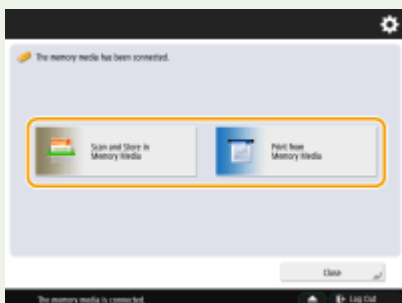 The memory media has been connected.
Scan and Store in
Memory Media
Print from
Memory Media
Close
The memory media is connected.
Log Out